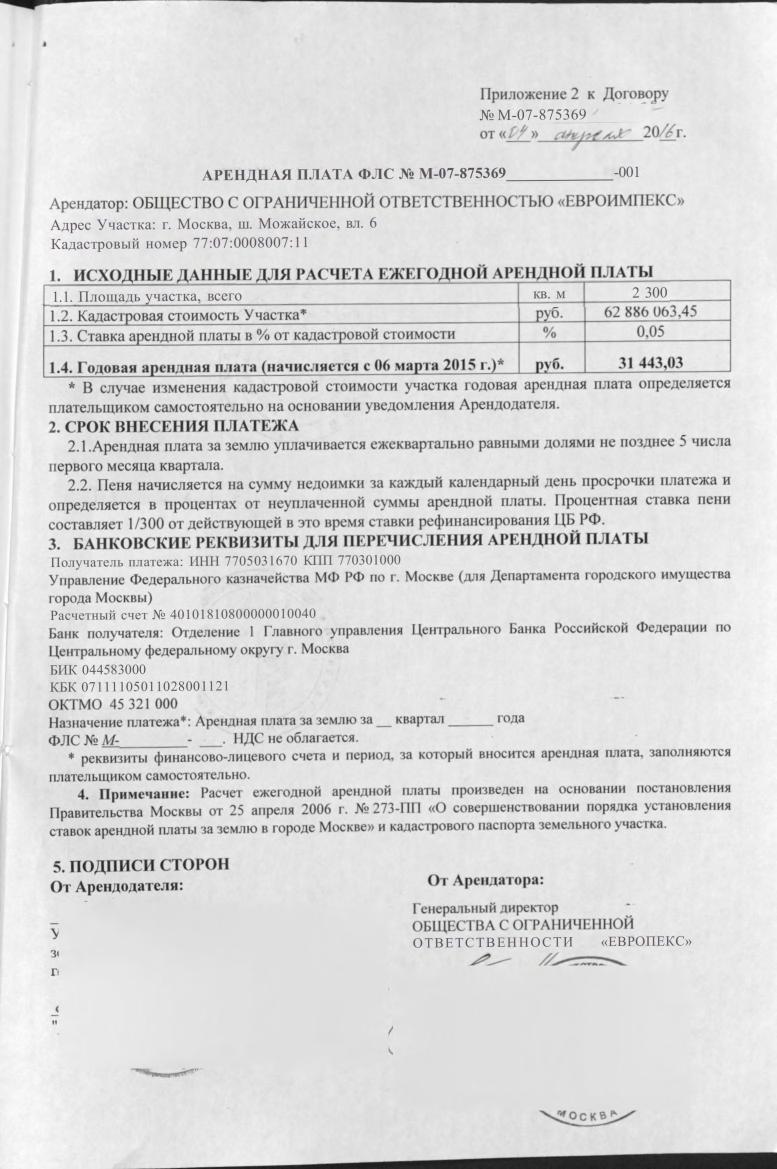 Приложение 2 к Договору
№ М-07-875369
от «04» апреля 2016 г.
АРЕНДНАЯ ПЛАТА ФЛС № М-07-875369______________-001
Арендатор: ОБЩЕСТВО С ОГРАНИЧЕННОЙ ОТВЕТСТВЕННОСТЬЮ «ЕВРОИМПЕКС»
Адрес Участка: г. Москва, ш. Можайское, вл. 6
Кадастровый номер 77:07:0008007:11
1. ИСХОДНЫЕ ДАННЫЕ ДЛЯ РАСЧЕТА ЕЖЕГОДНОЙ АРЕНДНОЙ ПЛАТЫ
1.1. Площадь участка, всего кв. м 2 300
1.2. Кадастровая стоимость Участка* руб. 62 886 063,45
1.3. Ставка арендной платы в % от кадастровой стоимости % 0,05
1.4. Годовая арендная плата (начисляется с 06 марта 2015 г.)* руб. 31 443,03
* В случае изменения кадастровой стоимости участка годовая арендная плата определяется
плательщиком самостоятельно на основании уведомления Арендодателя.
2. СРОК ВНЕСЕНИЯ ПЛАТЕЖА
2.1.Арендная плата за землю уплачивается ежеквартально равными долями не позднее 5 числа
первого месяца квартала.
2.2. Пеня начисляется на сумму недоимки за каждый календарный день просрочки платежа и
определяется в процентах от неуплаченной суммы арендной платы. Процентная ставка пени
составляет 1/300 от действующей в это время ставки рефинансирования ЦБ РФ.
3. БАНКОВСКИЕ РЕКВИЗИТЫ ДЛЯ ПЕРЕЧИСЛЕНИЯ АРЕНДНОЙ ПЛАТЫ
Получатель платежа: ИНН 7705031670 КПП 770301000
Управление Федерального казначейства МФ РФ по г. Москве (для Департамента городского имущества
города Москвы)
Расчетный счет № 40101810800000010040
Банк получателя: Отделение 1 Главного управления Центрального Банка Российской Федерации по
Центральному федеральному округу г. Москва
БИК 044583000
КБК 07111105011028001121
ОКТМО 45 321 000
Назначение платежа*: Арендная плата за землю за __ квартал ______ года
ФЛС № М-_________- ___. НДС не облагается.
* реквизиты финансово-лицевого счета и период, за который вносится арендная плата, заполняются
плательщиком самостоятельно.
4. Примечание: Расчет ежегодной арендной платы произведен на основании постановления
Правительства Москвы от 25 апреля 2006 г. №273-ПП «О совершенствовании порядка установления
ставок арендной платы за землю в городе Москве» и кадастрового паспорта земельного участка.
5. ПОДПИСИ СТОРОН
От Арендодателя:
От Арендатора:
Генеральный директор
ОБЩЕСТВА С ОГРАНИЧЕННОЙ
ОТВЕТСТВЕННОСТИ «ЕВРОПЕКС»
МОСКВА